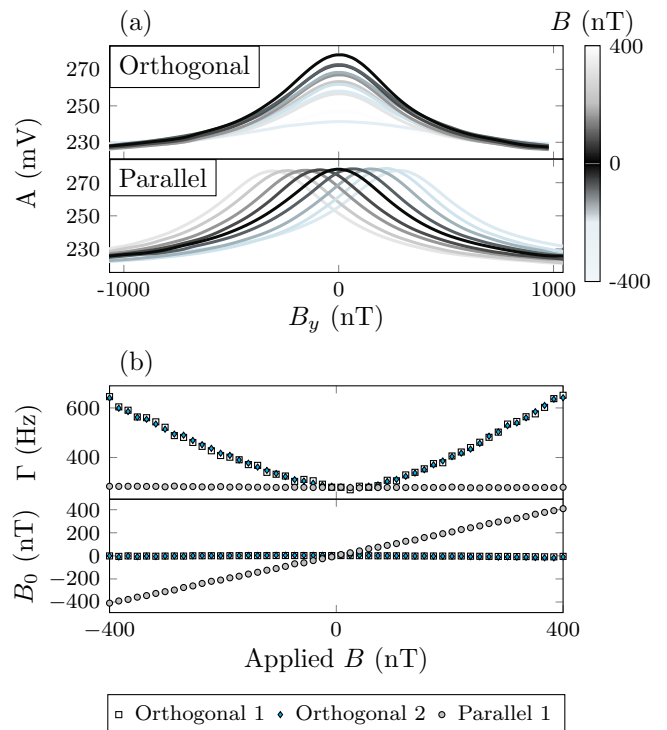 (a)
B (nT)
Orthogonal
270
250
230
Parallel
270
250
230
A (mV)
-1000
0
1000
B_y (nT)
400
0
-400
(b)
600
400
Γ (Hz)
400
200
0
−200
−400
B_0 (nT)
−400
0
400
Applied B (nT)
Orthogonal 1 Orthogonal 2 Parallel 1